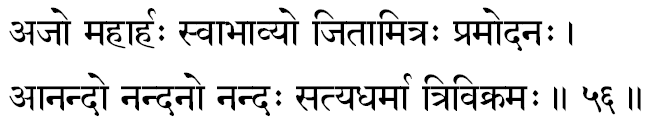 अजो महार्हः स्वाभाव्यो जितामित्रः प्रमोदनः ।
आनन्दो नन्दनो नन्दः सत्यधर्मा त्रिविक्रमः ॥ ५६ ॥